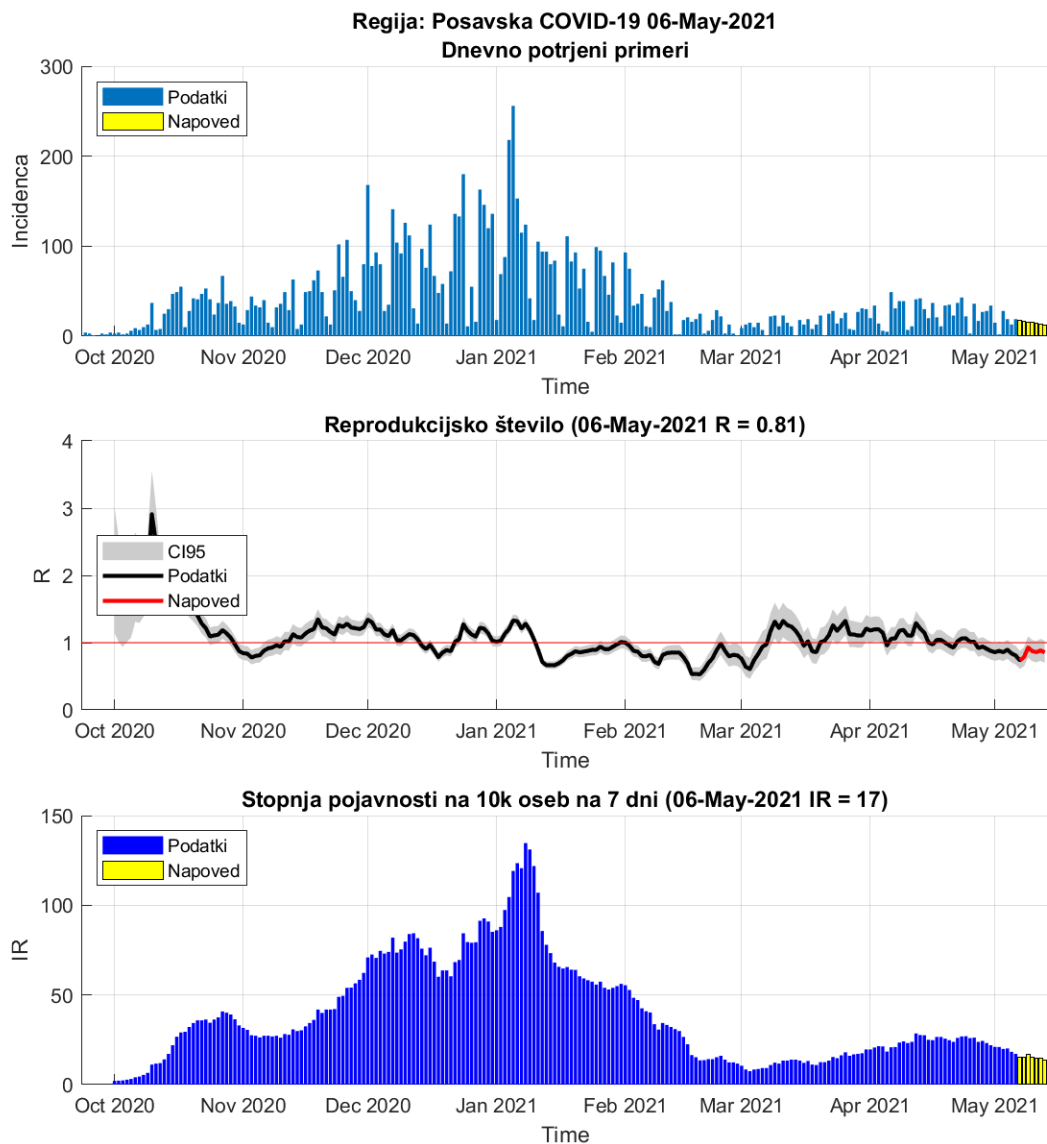 Regija: Posavska COVID-19 06-May-2021
Dnevno potrjeni primeri
300
200
100
0
Incidenca
Podatki
Napoved
Oct 2020 Nov 2020 Dec 2020 Jan 2021 Feb 2021 Mar 2021 Apr 2021 May 2021
Time
Reprodukcijsko število (06-May-2021 R = 0.81)
4
3
2
1
0
R
CI95
Podatki
Napoved
Oct 2020 Nov 2020 Dec 2020 Jan 2021 Feb 2021 Mar 2021 Apr 2021 May 2021
Time
Stopnja pojavnosti na 10k oseb na 7 dni (06-May-2021 IR = 17)
150
100
50
0
IR
Podatki
Napoved
Oct 2020 Nov 2020 Dec 2020 Jan 2021 Feb 2021 Mar 2021 Apr 2021 May 2021
Time